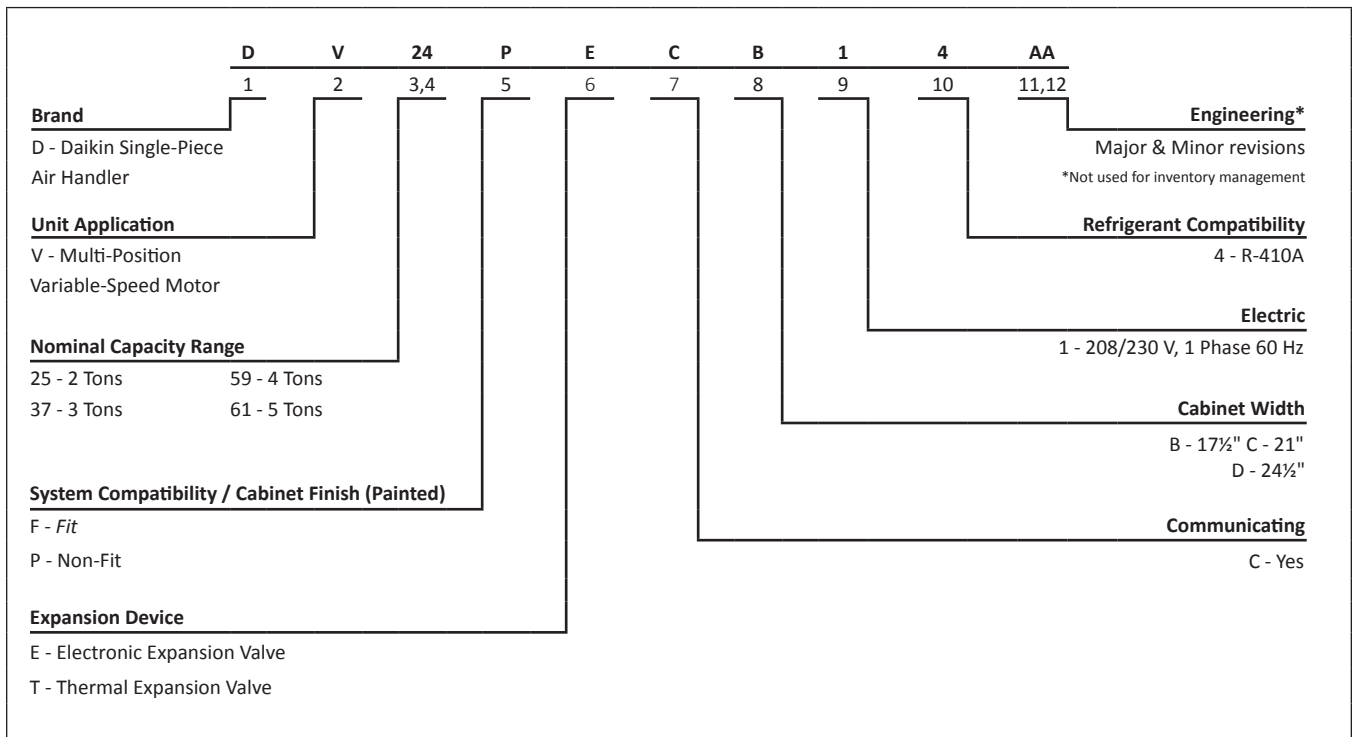 D V 24 P E C B 1 4 AA
1 2 3,4 5 6 7 8 9 10 11,12
Brand
D - Daikin Single-Piece
Air Handler
Unit Application
V - Multi-Position
Variable-Speed Motor
Nominal Capacity Range
25 - 2 Tons 59 - 4 Tons
37 - 3 Tons 61 - 5 Tons
System Compatibility / Cabinet Finish (Painted)
F - Fit
P - Non-Fit
Expansion Device
E - Electronic Expansion Valve
T - Thermal Expansion Valve
Engineering*
Major & Minor revisions
*Not used for inventory management
Refrigerant Compatibility
4 - R-410A
Electric
1 - 208/230 V, 1 Phase 60 Hz
Cabinet Width
B - 17½" C - 21"
D - 24½"
Communicating
C - Yes